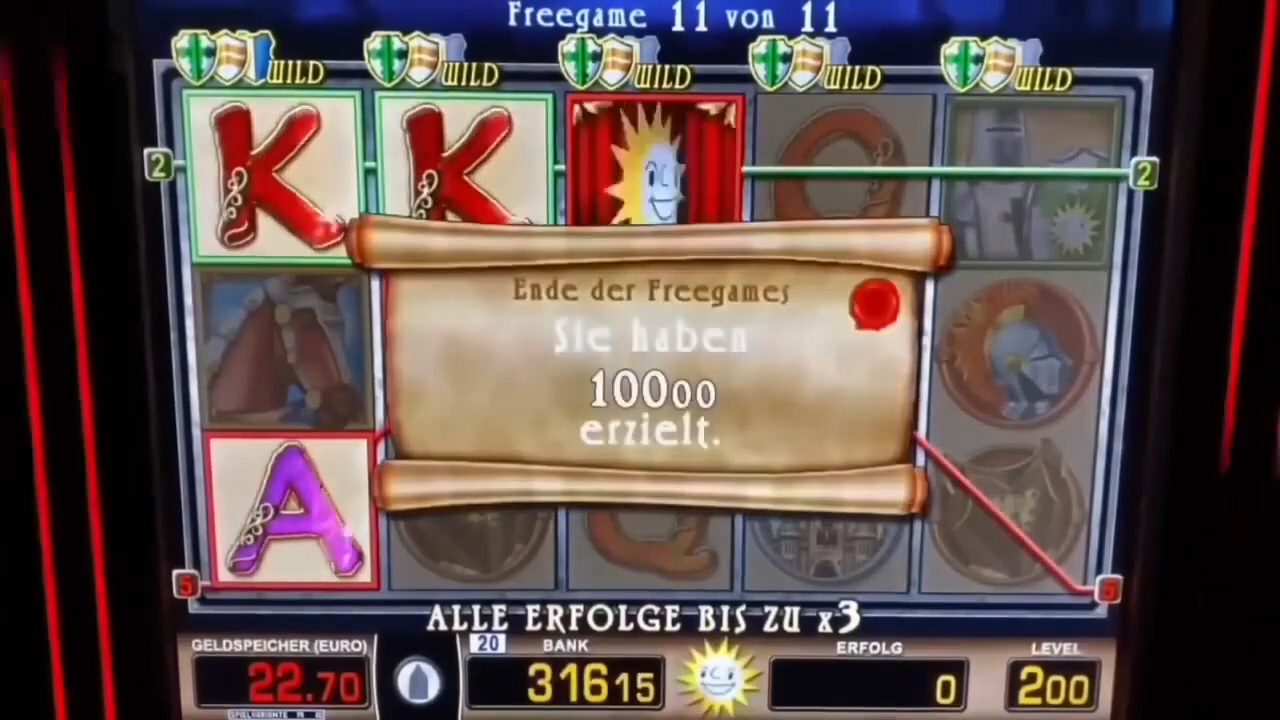 Freegame 11 von 11
WILD WILD WILD WILD WILD
2 K K 2
Ende der Freegames
Sie haben
10000
erzielt.
A Q
5 5
ALLE ERFOLGE BIS ZU x3
GELDSPEICHER (EURO) 20 BANK ERFOLG LEVEL
22.70 31615 0 200